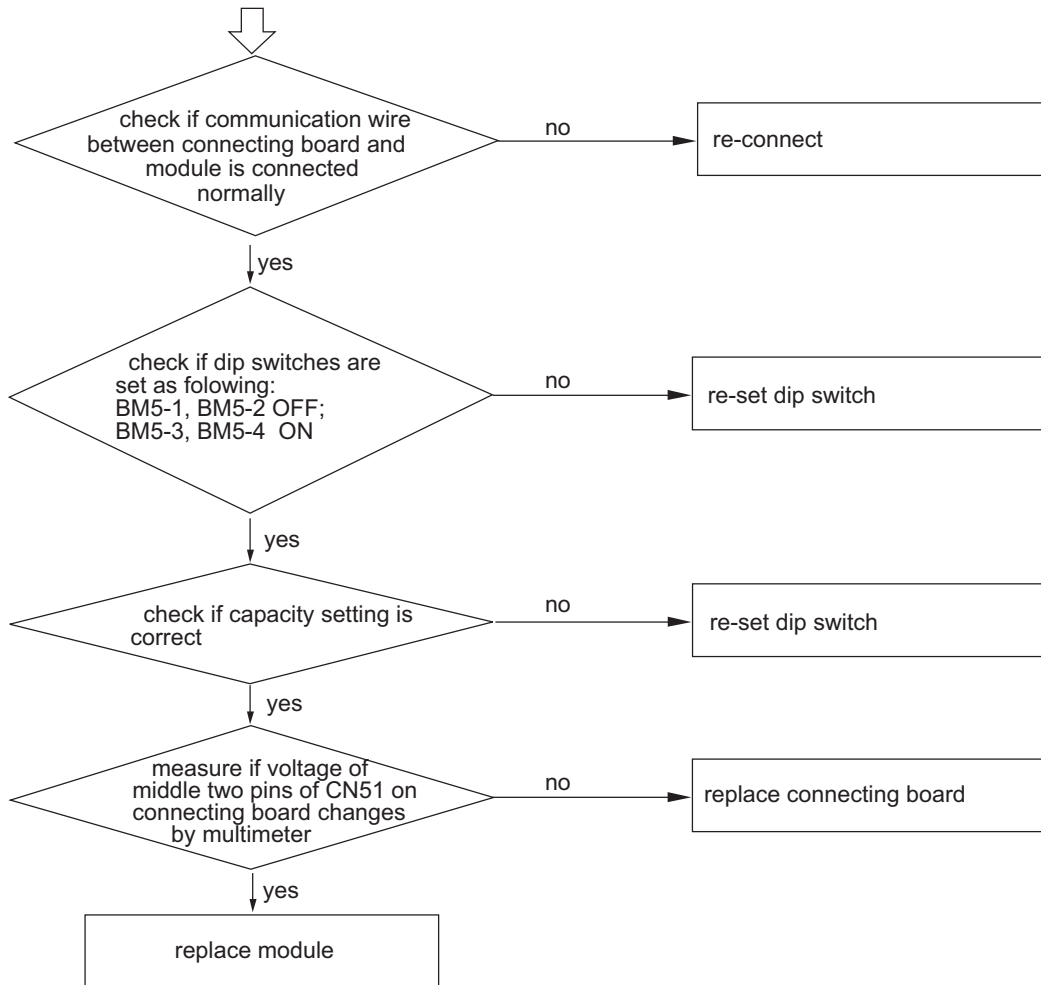 check if communication wire
between connecting board and
module is connected
normally
no
re-connect
yes
check if dip switches are
set as folowing:
BM5-1, BM5-2 OFF;
BM5-3, BM5-4 ON
no
re-set dip switch
yes
check if capacity setting is
correct
no
re-set dip switch
yes
measure if voltage of
middle two pins of CN51 on
connecting board changes
by multimeter
no
replace connecting board
yes
replace module